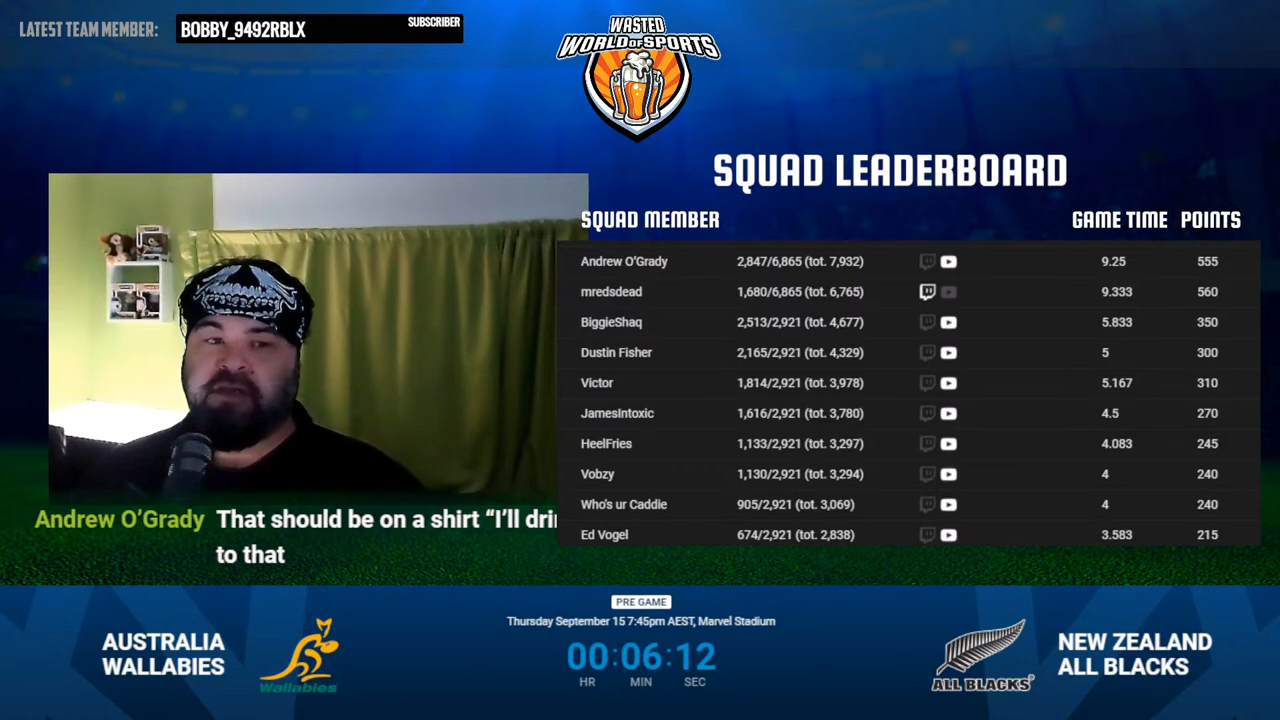 LATEST TEAM MEMBER:
BOBBY_9492RBLX
SUBSCRIBER
WASTED
WORLD OF SPORTS
SQUAD LEADERBOARD
SQUAD MEMBER GAME TIME POINTS
Andrew O'Grady 2,847/6,865 (tot. 7,932) 9.25 555
mredsdead 1,680/6,865 (tot. 6,765) 9.333 560
BiggieShaq 2,513/2,921 (tot. 4,677) 5.833 350
Dustin Fisher 2,165/2,921 (tot. 4,329) 5 300
Victor 1,814/2,921 (tot. 3,978) 5.167 310
JamesIntoxic 1,616/2,921 (tot. 3,780) 4.5 270
HeelFries 1,133/2,921 (tot. 3,297) 4.083 245
Vobzy 1,130/2,921 (tot. 3,294) 4 240
Who's ur Caddie 905/2,921 (tot. 3,069) 4 240
Ed Vogel 674/2,921 (tot. 2,838) 3.583 215
Andrew O'Grady That should be on a shirt “I'll
to that
AUSTRALIA
WALLABIES
Wallabies
PRE GAME
Thursday September 15 7:45pm AEST, Marvel Stadium
00:06:12
HR MIN SEC
ALL BLACKS
NEW ZEALAND
ALL BLACKS